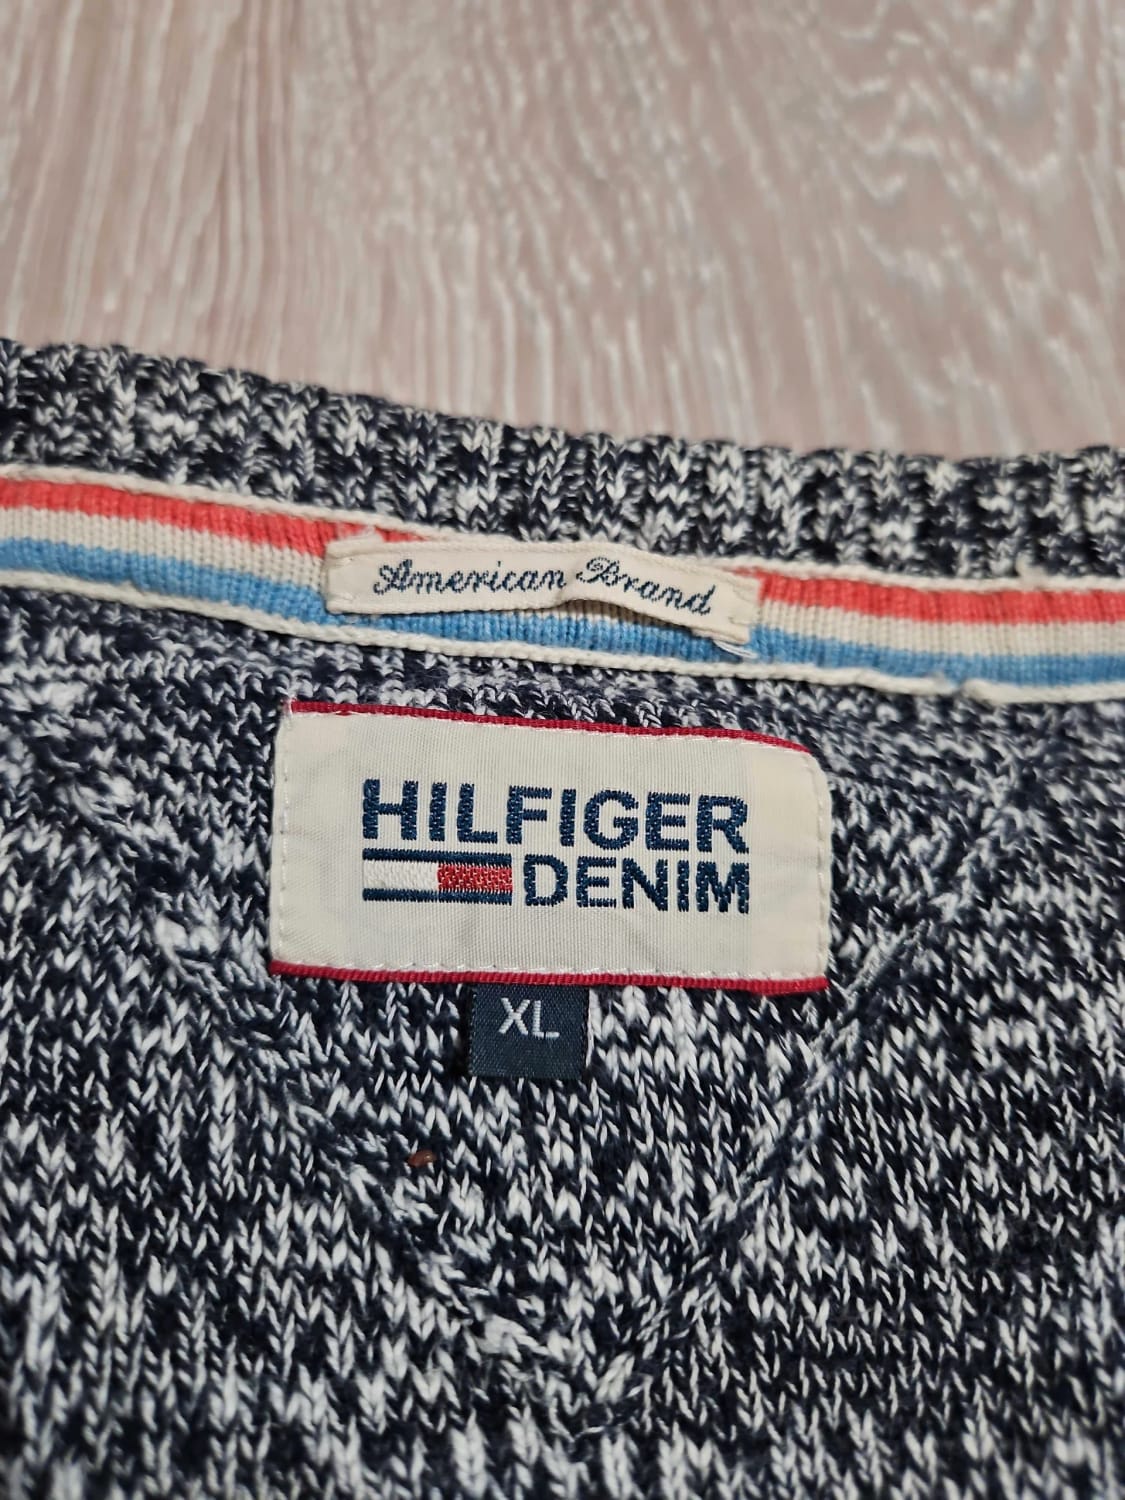 American Brand
HILFIGER
DENIM
XL